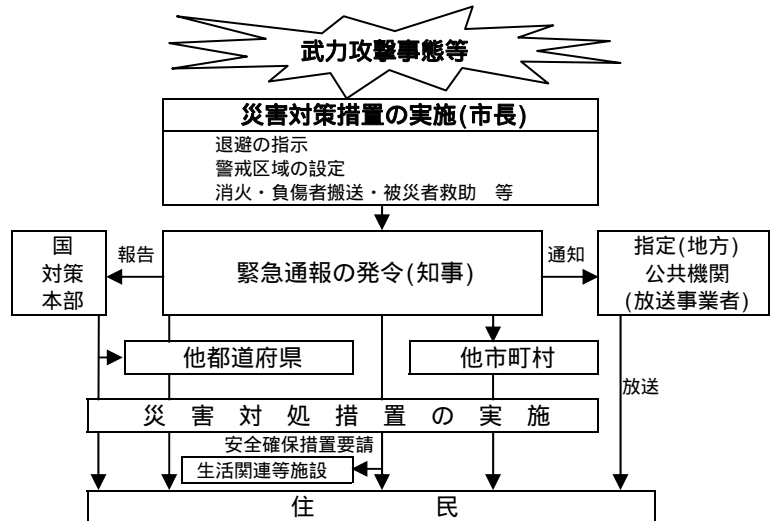 武力攻撃事態等
災害対策措置の実施(市長)
退避の指示
警戒区域の設定
消火・負傷者搬送・被災者救助　等
国
対策
本部
報告
緊急通報の発令(知事)
通知
指定(地方)
公共機関
(放送事業者)
他都道府県
他市町村
放送
災害対処措置の実施
安全確保措置要請
生活関連等施設
住民